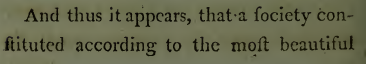 And thus it appears, that a ſociety con-
ſtituted according to the moſt beautiful